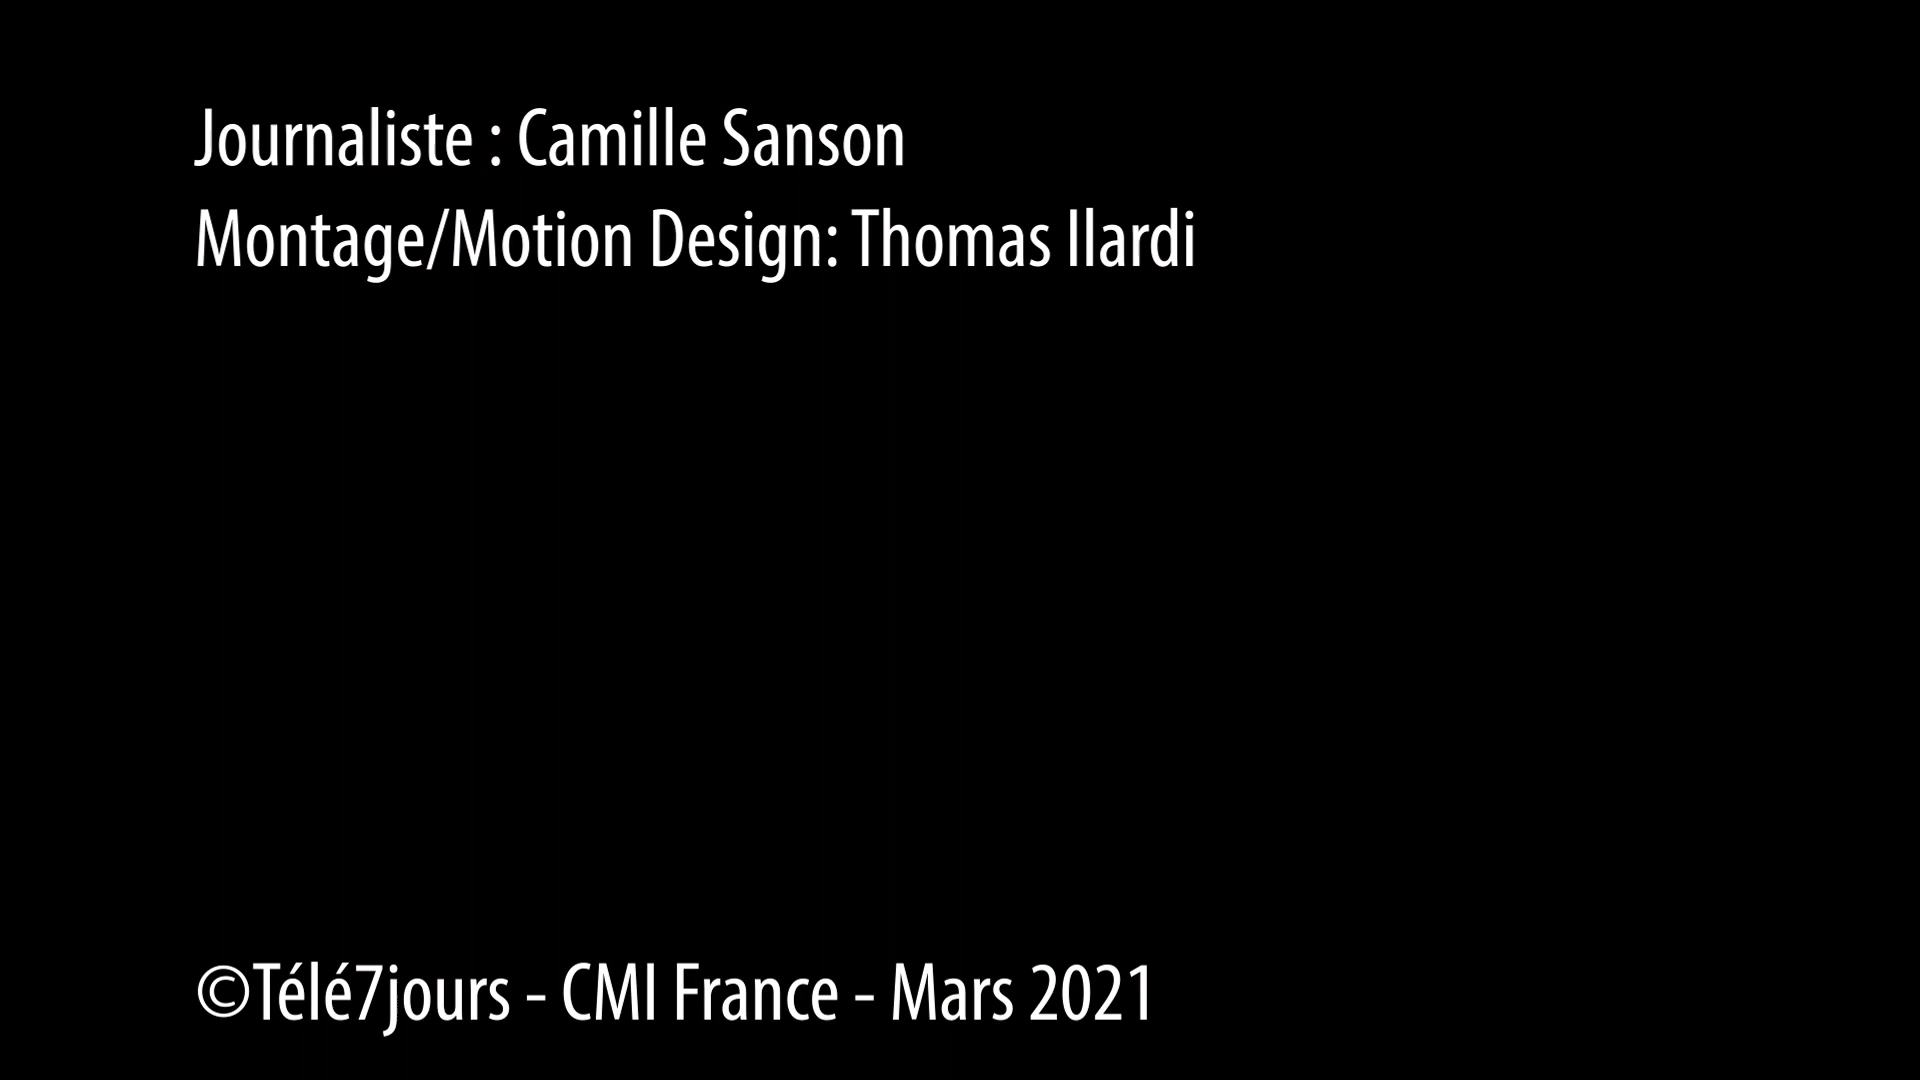 Journaliste : Camille Sanson
Montage/Motion Design: Thomas Ilardi
©Télé7jours - CMI France - Mars 2021